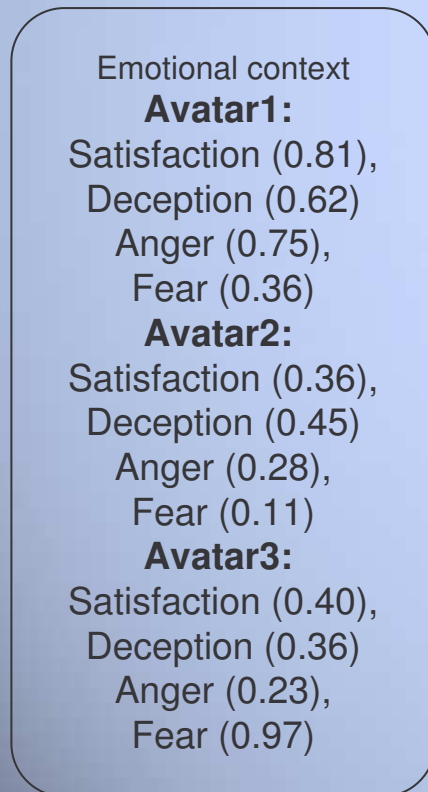 Emotional context
Avatar1:
Satisfaction (0.81),
Deception (0.62)
Anger (0.75),
Fear (0.36)
Avatar2:
Satisfaction (0.36),
Deception (0.45)
Anger (0.28),
Fear (0.11)
Avatar3:
Satisfaction (0.40),
Deception (0.36)
Anger (0.23),
Fear (0.97)